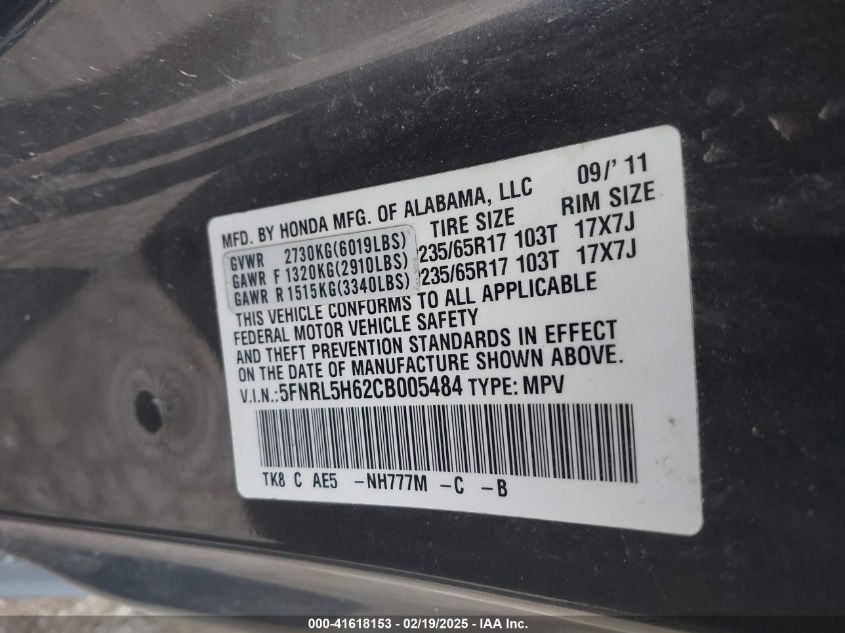 MFD. BY HONDA MFG. OF ALABAMA, LLC 09/'11
TIRE SIZE RIM SIZE
GVWR 2730KG(6019LBS)
GAWR F 1320KG(2910LBS) 235/65R17 103T 17X7J
GAWR R 1515KG(3340LBS) 235/65R17 103T 17X7J
THIS VEHICLE CONFORMS TO ALL APPLICABLE
FEDERAL MOTOR VEHICLE SAFETY
AND THEFT PREVENTION STANDARDS IN EFFECT
ON THE DATE OF MANUFACTURE SHOWN ABOVE.
V.I.N.:5FNRL5H62CB005484 TYPE: MPV
TK8 C AE5 -NH777M -C -B
000-41618153 - 02/19/2025 - IAA Inc.